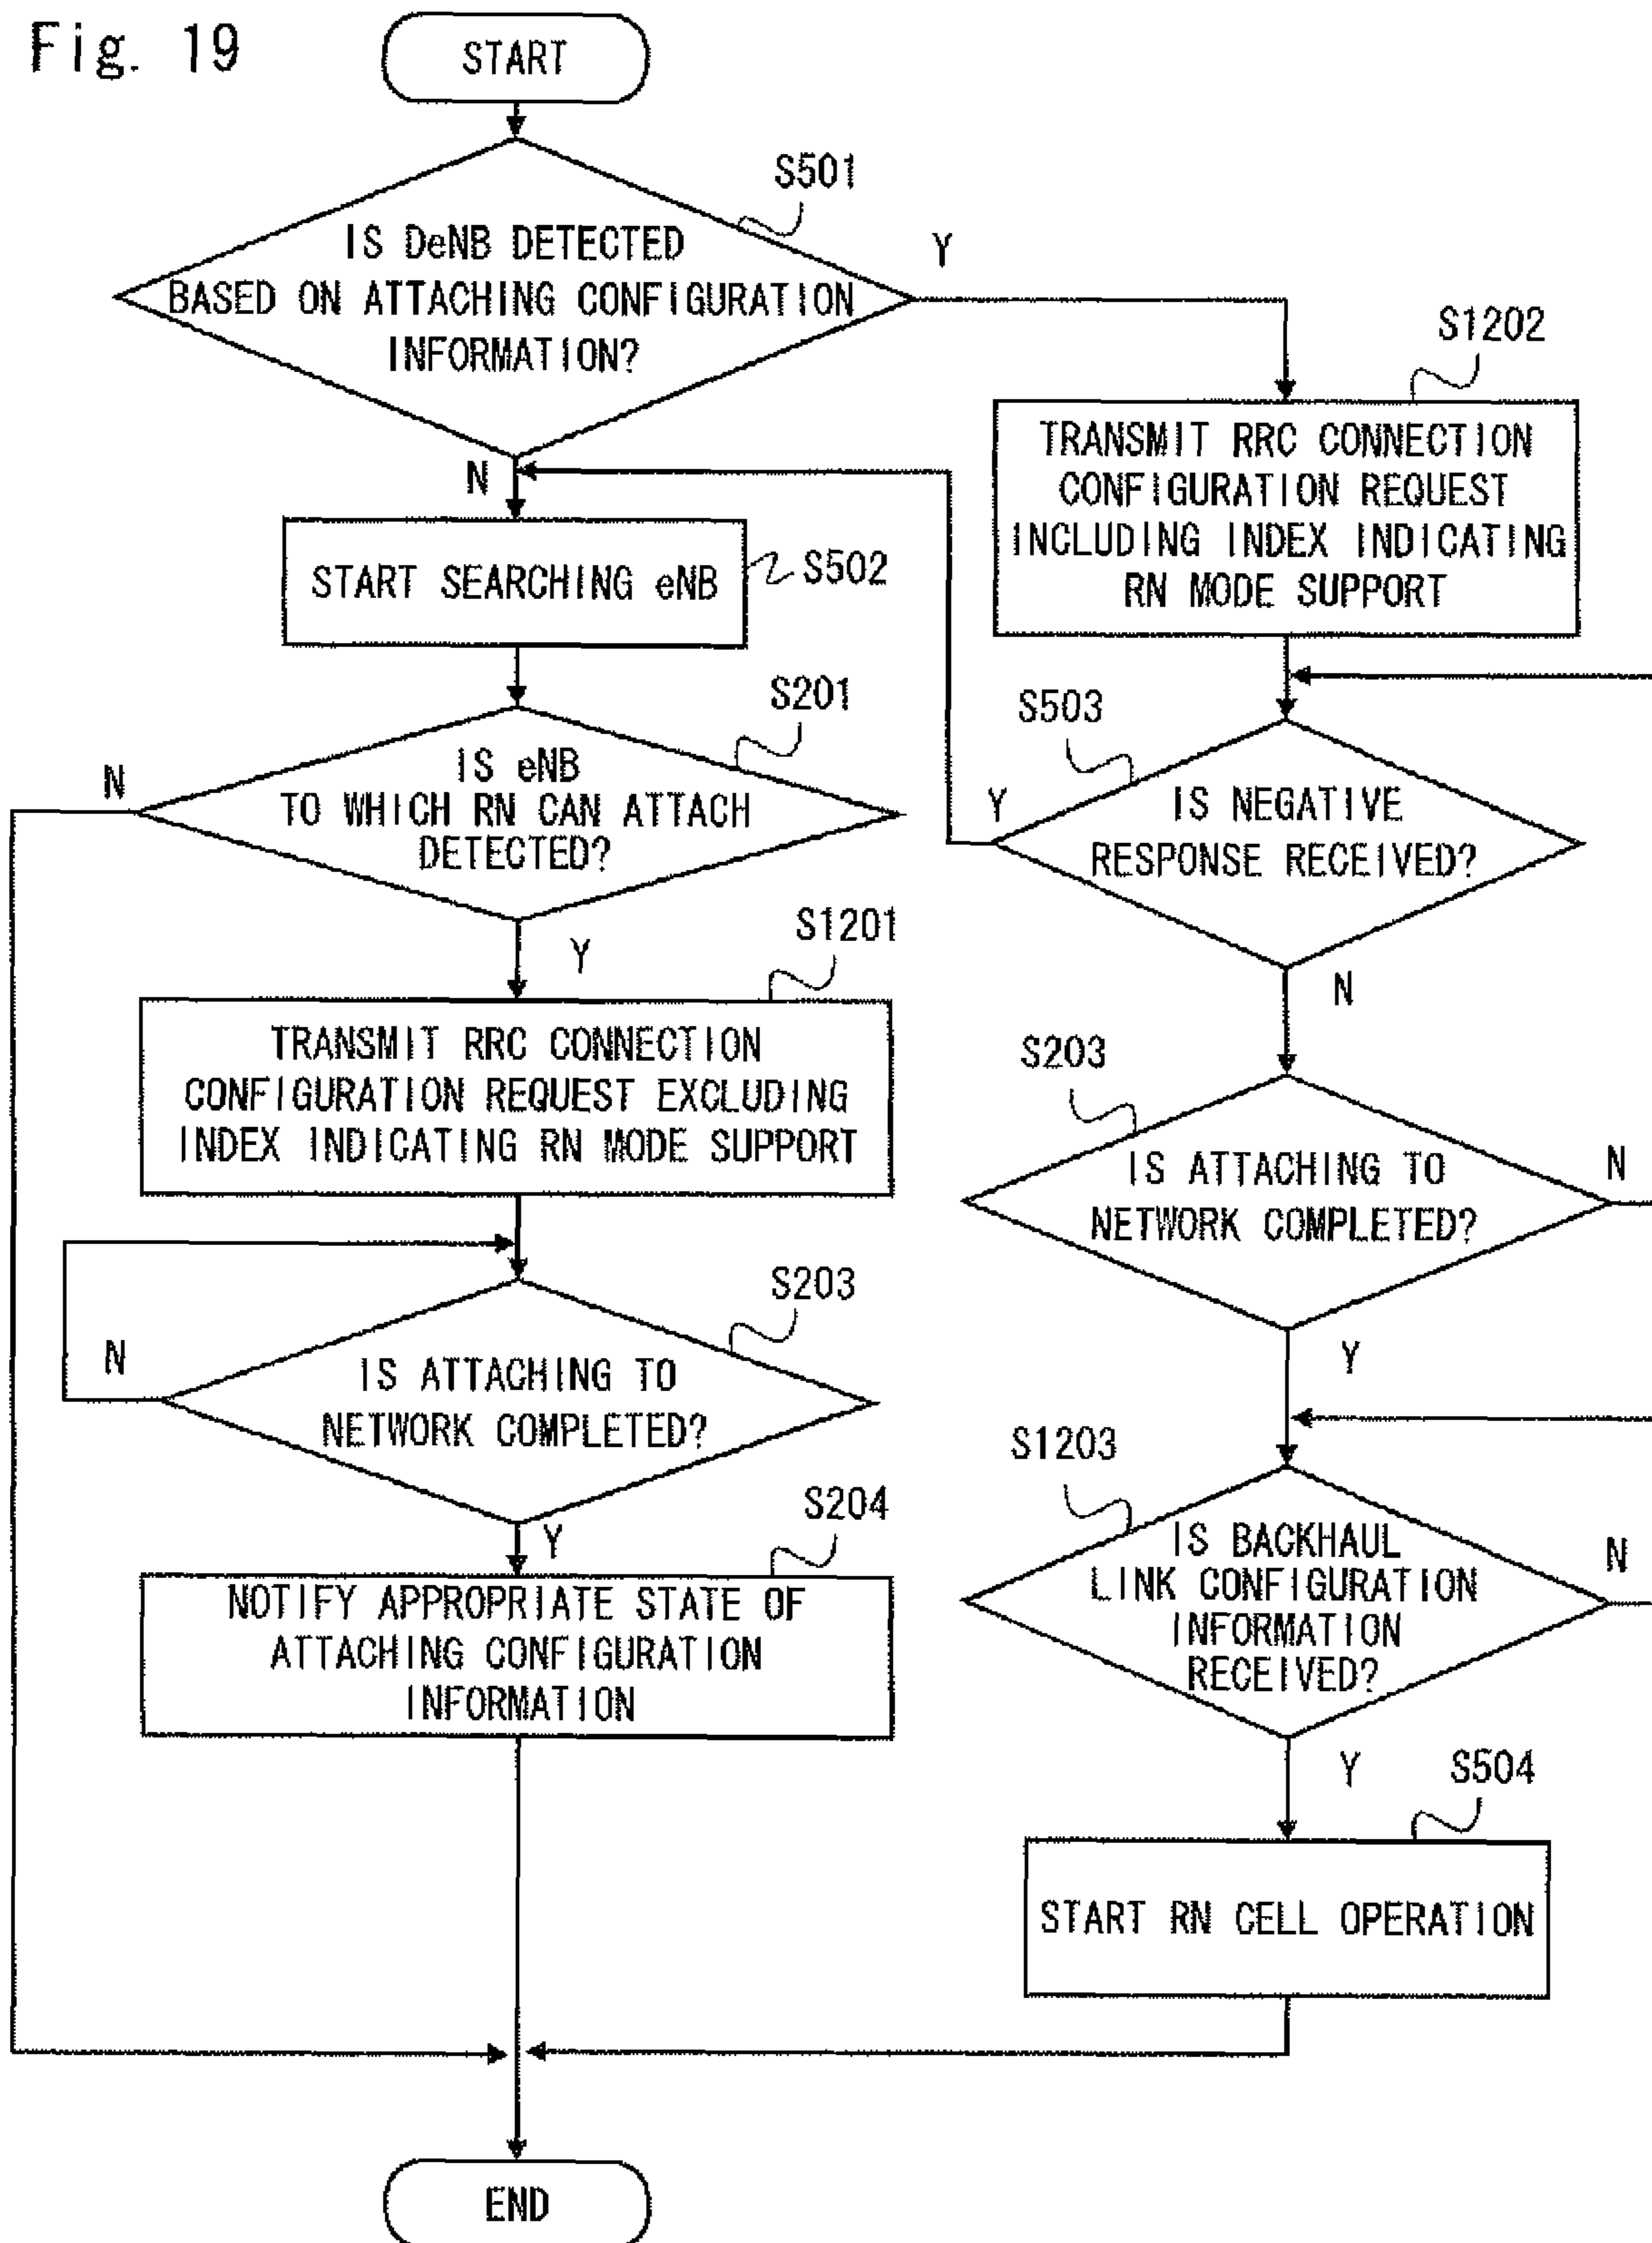 Fig. 19
START
S501
IS DeNB DETECTED
BASED ON ATTACHING CONFIGURATION
INFORMATION?
Y
N
S502
START SEARCHING eNB
S201
IS eNB
TO WHICH RN CAN ATTACH
DETECTED?
N
Y
S1201
TRANSMIT RRC CONNECTION
CONFIGURATION REQUEST EXCLUDING
INDEX INDICATING RN MODE SUPPORT
S203
IS ATTACHING TO
NETWORK COMPLETED?
N
Y
S204
NOTIFY APPROPRIATE STATE OF
ATTACHING CONFIGURATION
INFORMATION
S1202
TRANSMIT RRC CONNECTION
CONFIGURATION REQUEST
INCLUDING INDEX INDICATING
RN MODE SUPPORT
S503
IS NEGATIVE
RESPONSE RECEIVED?
Y
N
S203
IS ATTACHING TO
NETWORK COMPLETED?
N
Y
S1203
IS BACKHAUL
LINK CONFIGURATION
INFORMATION
RECEIVED?
N
Y
S504
START RN CELL OPERATION
END